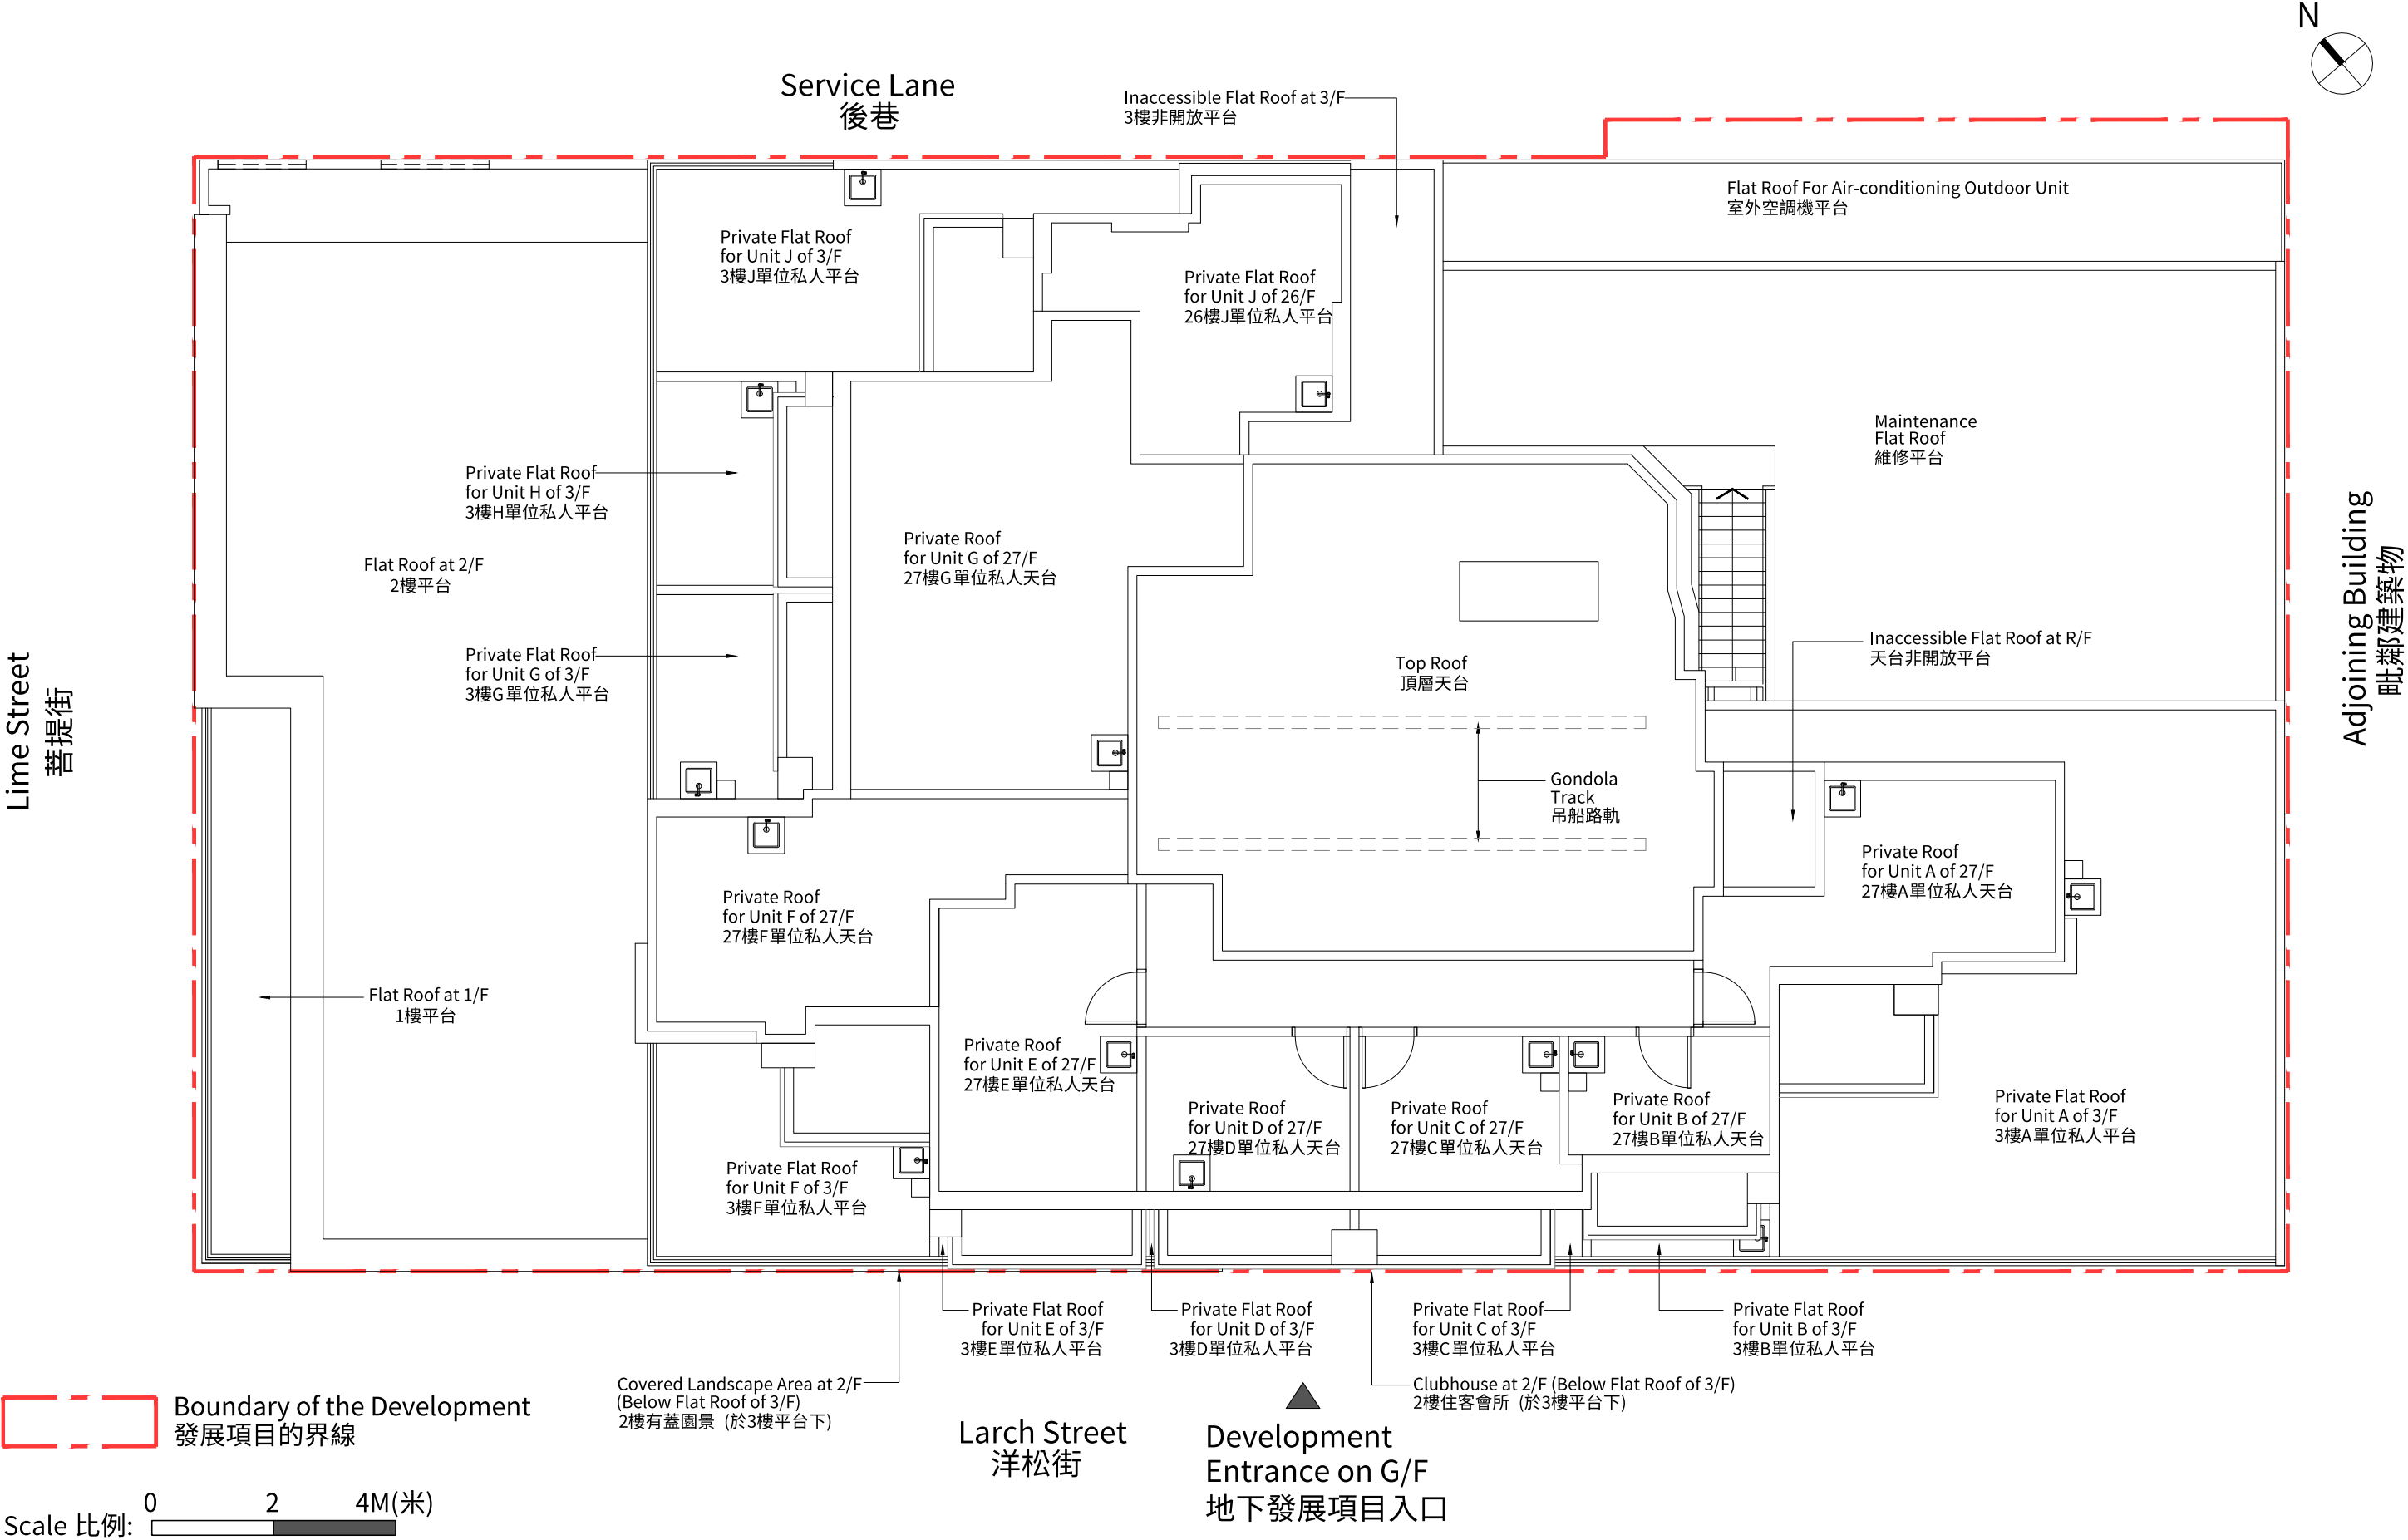 N
Service Lane
後巷
Inaccessible Flat Roof at 3/F
3樓非開放平台
Flat Roof For Air-conditioning Outdoor Unit
室外空調機平台
Private Flat Roof
for Unit J of 3/F
3樓J單位私人平台
Private Flat Roof
for Unit J of 26/F
26樓J單位私人平台
Maintenance
Flat Roof
維修平台
Private Flat Roof
for Unit H of 3/F
3樓H單位私人平台
Flat Roof at 2/F
2樓平台
Private Roof
for Unit G of 27/F
27樓G單位私人天台
Adjoining Building
毗鄰建築物
Lime Street
菩提街
Private Flat Roof
for Unit G of 3/F
3樓G單位私人平台
Top Roof
頂層天台
Inaccessible Flat Roof at R/F
天台非開放平台
Gondola
Track
吊船路軌
Private Roof
for Unit A of 27/F
27樓A單位私人天台
Private Roof
for Unit F of 27/F
27樓F單位私人天台
Flat Roof at 1/F
1樓平台
Private Roof
for Unit E of 27/F
27樓E單位私人天台
Private Roof
for Unit D of 27/F
27樓D單位私人天台
Private Roof
for Unit C of 27/F
27樓C單位私人天台
Private Roof
for Unit B of 27/F
27樓B單位私人天台
Private Flat Roof
for Unit A of 3/F
3樓A單位私人平台
Private Flat Roof
for Unit F of 3/F
3樓F單位私人平台
Private Flat Roof
for Unit E of 3/F
3樓E單位私人平台
Private Flat Roof
for Unit D of 3/F
3樓D單位私人平台
Private Flat Roof
for Unit C of 3/F
3樓C單位私人平台
Private Flat Roof
for Unit B of 3/F
3樓B單位私人平台
Covered Landscape Area at 2/F
(Below Flat Roof of 3/F)
2樓有蓋園景 (於3樓平台下)
Clubhouse at 2/F (Below Flat Roof of 3/F)
2樓住客會所 (於3樓平台下)
Boundary of the Development
發展項目的界線
Larch Street
洋松街
Development
Entrance on G/F
地下發展項目入口
0 2 4M(米)
Scale 比例: